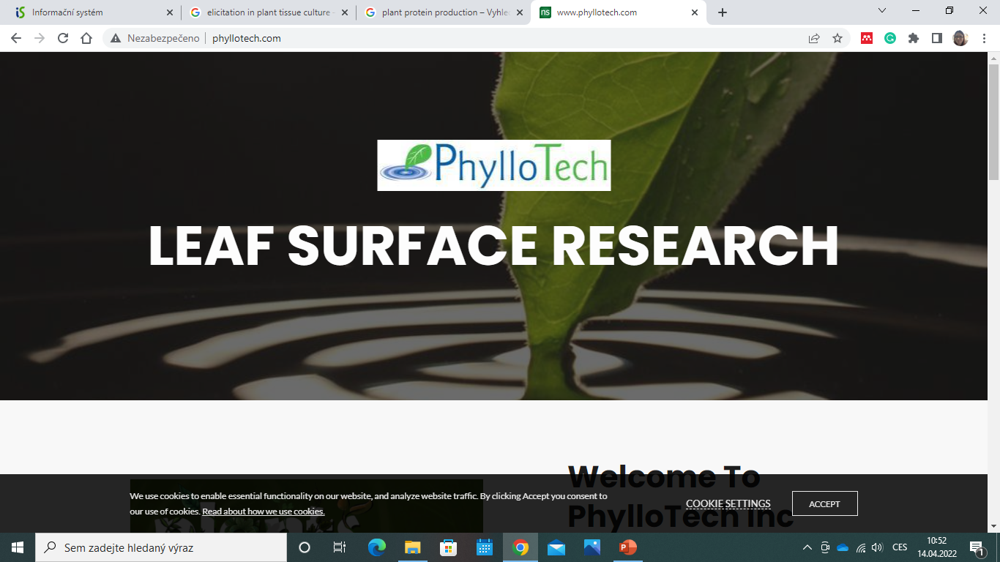 Informační systém
elicitation in plant tissue culture -
plant protein production – Vyhle
www.phyllotech.com
Nezabezpečeno
phyllotech.com
PhylloTech
LEAF SURFACE RESEARCH
Welcome To
PhylloTech Inc
We use cookies to enable essential functionality on our website, and analyze website traffic. By clicking Accept you consent to
our use of cookies. Read about how we use cookies.
COOKIE SETTINGS
ACCEPT
Sem zadejte hledaný výraz
CES
10:52
14.04.2022
1